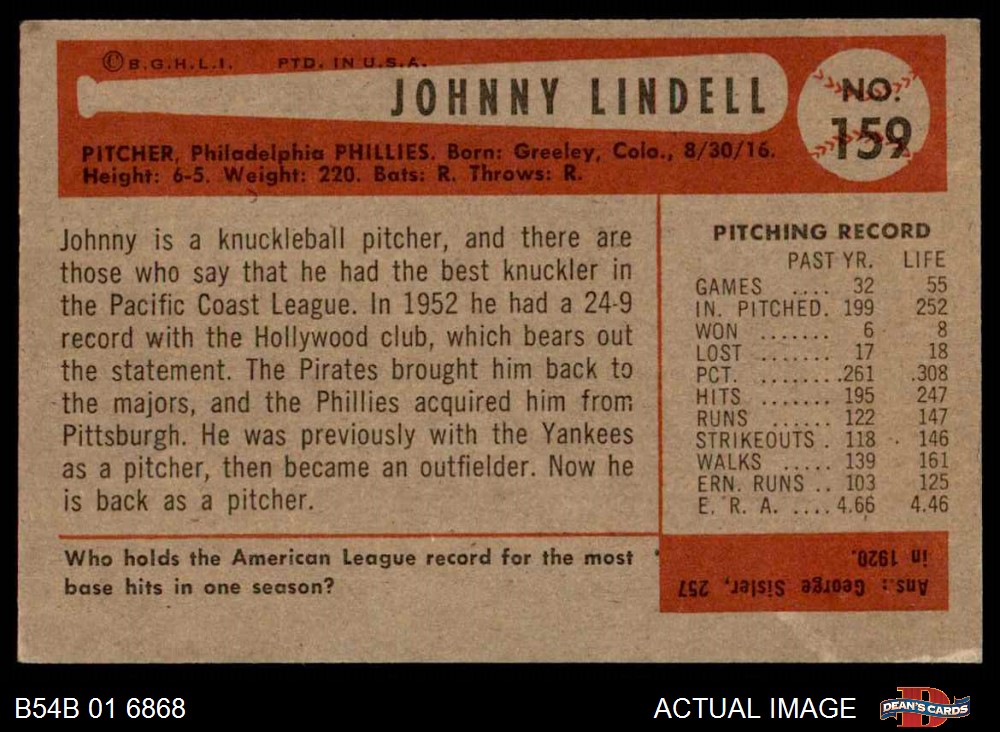 ©B.G.H.L.I. PTD. IN U.S.A.
JOHNNY LINDELL
NO.
159
PITCHER, Philadelphia PHILLIES. Born: Greeley, Colo., 8/30/16.
Height: 6-5. Weight: 220. Bats: R. Throws: R.
Johnny is a knuckleball pitcher, and there are
those who say that he had the best knuckler in
the Pacific Coast League. In 1952 he had a 24-9
record with the Hollywood club, which bears out
the statement. The Pirates brought him back to
the majors, and the Phillies acquired him from
Pittsburgh. He was previously with the Yankees
as a pitcher, then became an outfielder. Now he
is back as a pitcher.
PITCHING RECORD
PAST YR. LIFE
GAMES .... 32 55
IN. PITCHED. 199 252
WON ....... 6 8
LOST ....... 17 18
PCT. ........ .261 .308
HITS ....... 195 247
RUNS ....... 122 147
STRIKEOUTS . 118 146
WALKS ..... 139 161
ERN. RUNS .. 103 125
E. R. A. .... 4.66 4.46
Who holds the American League record for the most
base hits in one season?
Ans.: George Sisler, 257
in 1920.
B54B 01 6868
ACTUAL IMAGE
D
DEAN'S CARDS